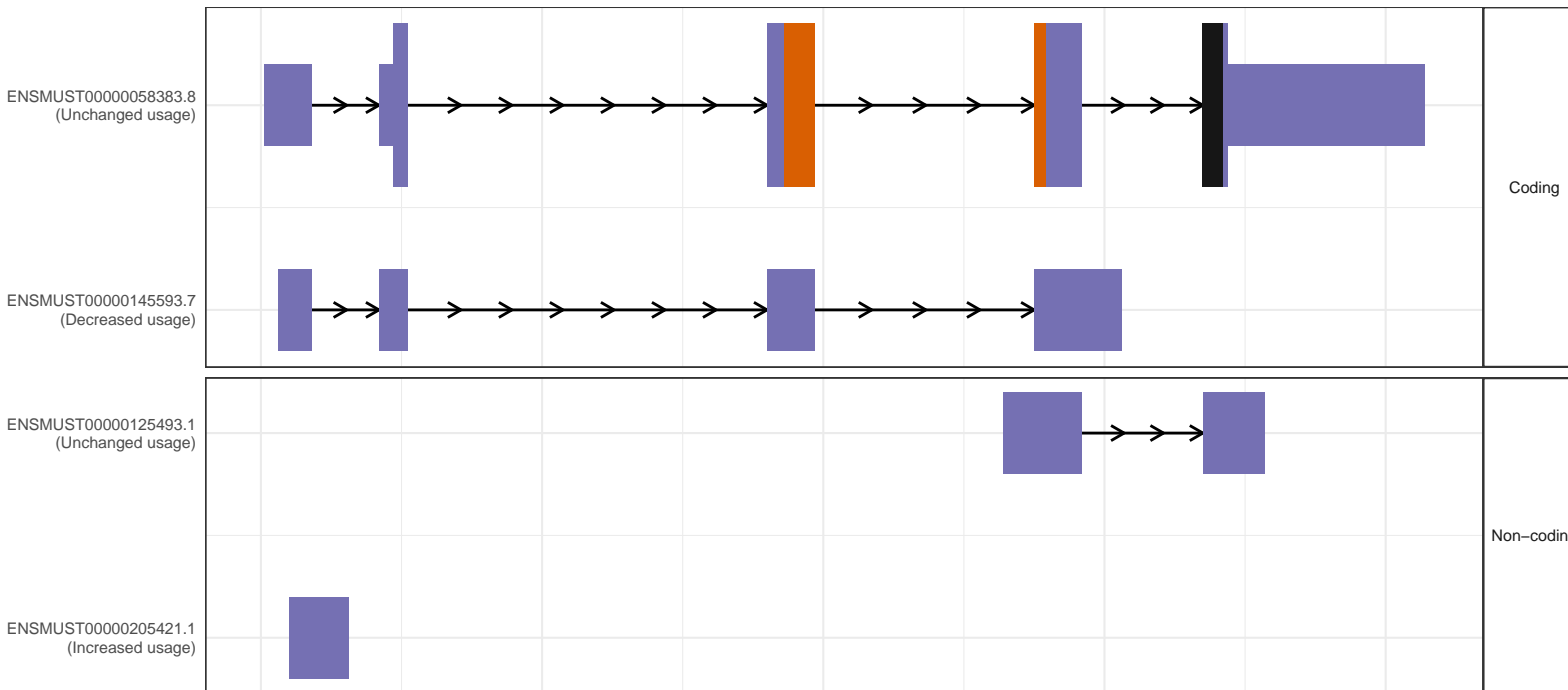 ENSMUST00000058383.8
(Unchanged usage)
Coding
ENSMUST00000145593.7
(Decreased usage)
ENSMUST00000125493.1
(Unchanged usage)
Non−codin
ENSMUST00000205421.1
(Increased usage)